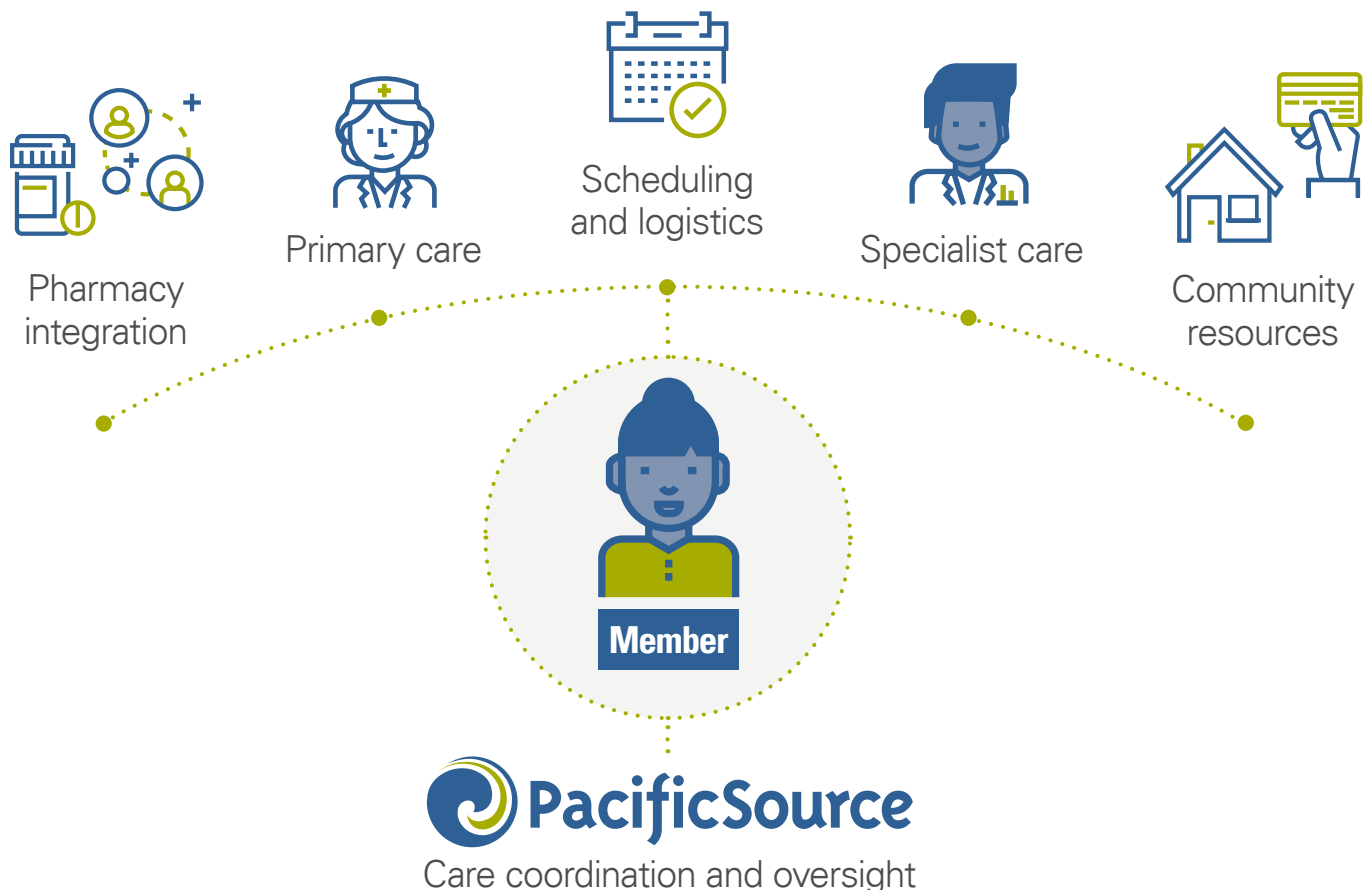 Pharmacy
integration
Primary care
Scheduling
and logistics
Specialist care
Community
resources
Member
PacificSource
Care coordination and oversight